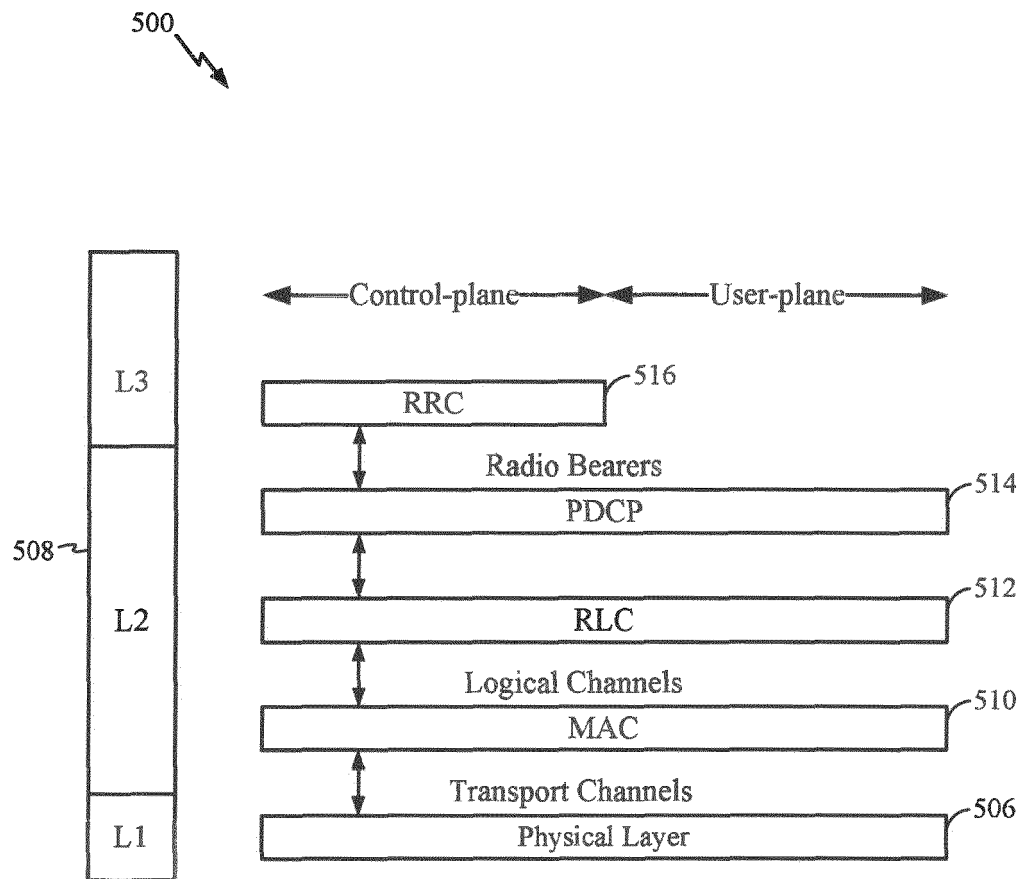 500
Control-plane
User-plane
L3
RRC
516
Radio Bearers
514
PDCP
508
512
L2
RLC
Logical Channels
510
MAC
Transport Channels
506
L1
Physical Layer